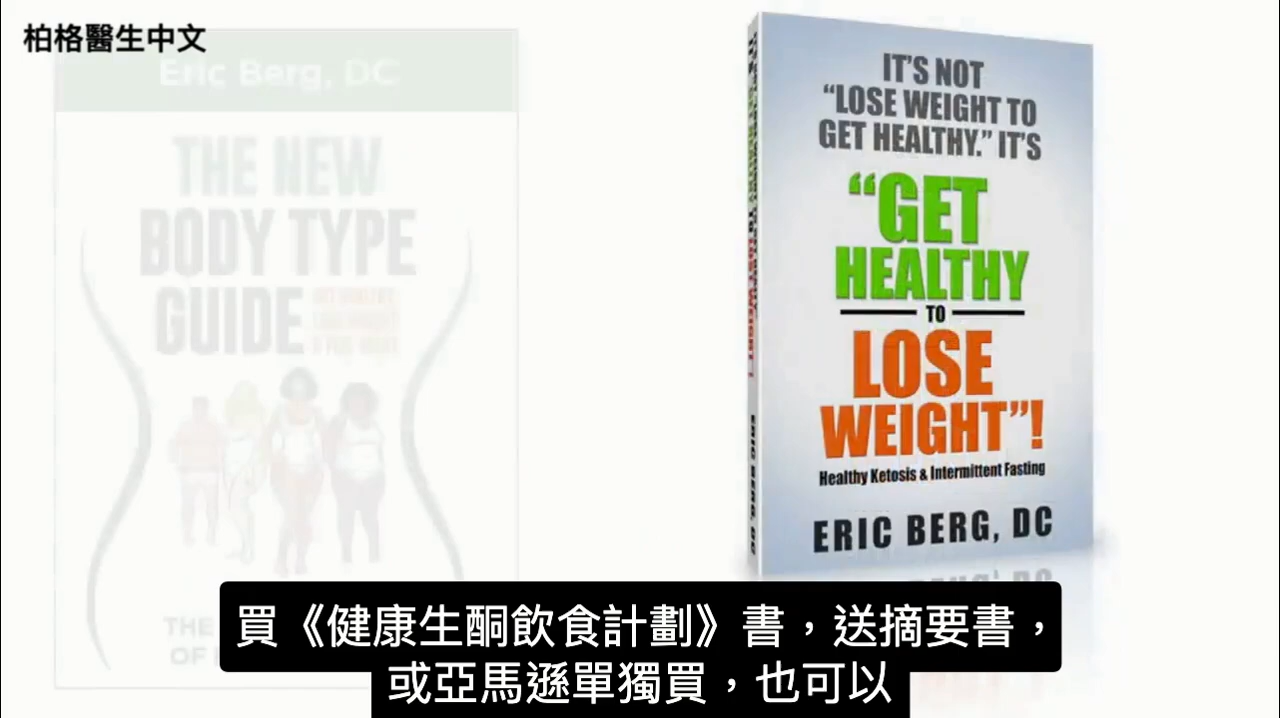 柏格醫生中文
Eric Berg, DC
THE NEW
BODY TYPE
GUIDE
IT'S NOT
“LOSE WEIGHT TO
GET HEALTHY.” IT'S
“GET
HEALTHY
TO
LOSE
WEIGHT”!
Healthy Ketosis & Intermittent Fasting
ERIC BERG, DC
買《健康生酮飲食計劃》書，送摘要書，
或亞馬遜單獨買，也可以